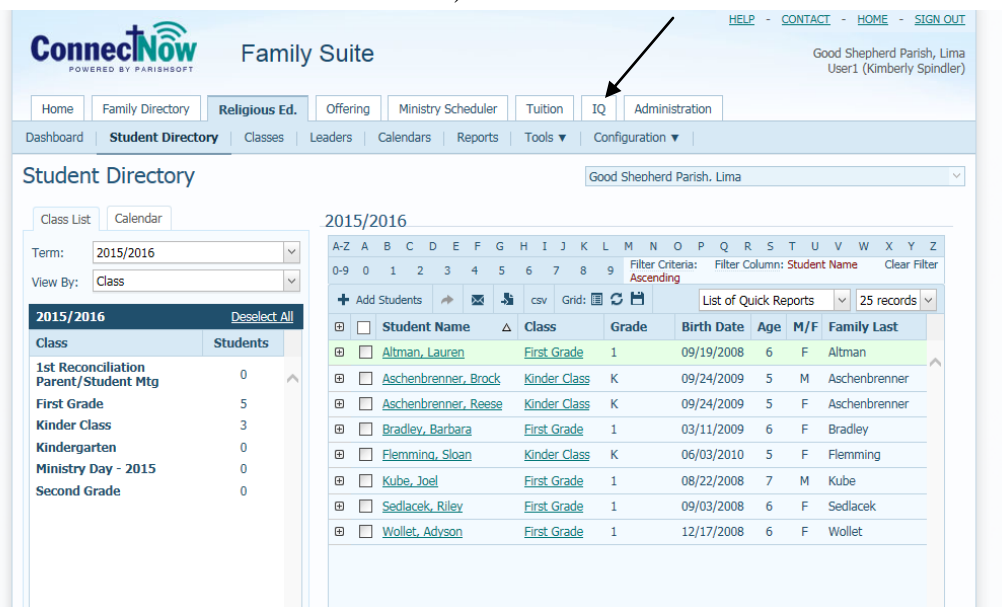 HELP - CONTACT - HOME - SIGN OUT
ConnectNow
POWERED BY PARISHSOFT
Family Suite
Good Shepherd Parish, Lima
User1 (Kimberly Spindler)
Home Family Directory Religious Ed. Offering Ministry Scheduler Tuition IQ Administration
Dashboard | Student Directory | Classes | Leaders | Calendars | Reports | Tools ▼ | Configuration ▼ |
Student Directory
Good Shepherd Parish. Lima
Class List Calendar
Term: 2015/2016
View By: Class
2015/2016 Deselect All
Class Students
1st Reconciliation
Parent/Student Mtg 0
First Grade 5
Kinder Class 3
Kindergarten 0
Ministry Day - 2015 0
Second Grade 0
2015/2016
A-Z A B C D E F G H I J K L M N O P Q R S T U V W X Y Z
0-9 0 1 2 3 4 5 6 7 8 9 Filter Criteria: Filter Column: Student Name Clear Filter
Ascending
Add Students csv Grid: List of Quick Reports 25 records
Student Name Class Grade Birth Date Age M/F Family Last
Altman, Lauren First Grade 1 09/19/2008 6 F Altman
Aschenbrenner, Brock Kinder Class K 09/24/2009 5 M Aschenbrenner
Aschenbrenner, Reese Kinder Class K 09/24/2009 5 F Aschenbrenner
Bradley, Barbara First Grade 1 03/11/2009 6 F Bradley
Flemming, Sloan Kinder Class K 06/03/2010 5 F Flemming
Kube, Joel First Grade 1 08/22/2008 7 M Kube
Sedlacek, Riley First Grade 1 09/03/2008 6 F Sedlacek
Wollet, Adyson First Grade 1 12/17/2008 6 F Wollet